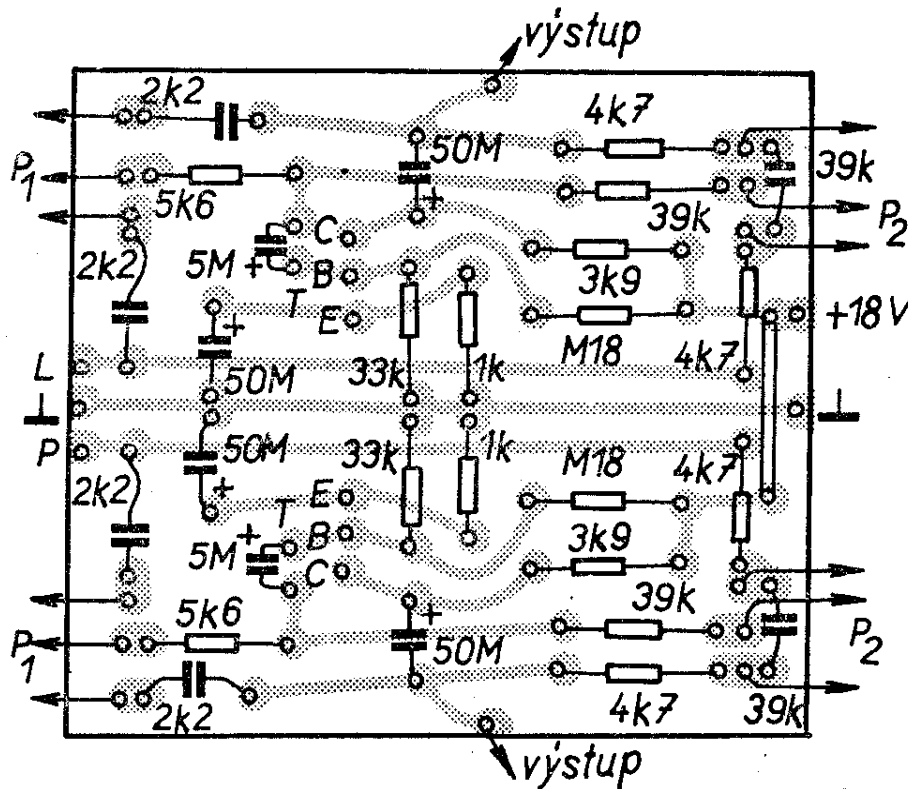 výstup
2k2
4k7
50M
39k
P1
5k6
39k
P2
C
5M +
B
3k9
2k2
T
E
+18V
+
M18
L
50M
33k
1k
4k7
⊥
⊥
P
50M
33k
1k
M18
4k7
2k2
+
E
T
+
B
5M
3k9
C
39k
5k6
+
P1
50M
P2
2k2
4k7
39k
výstup
+